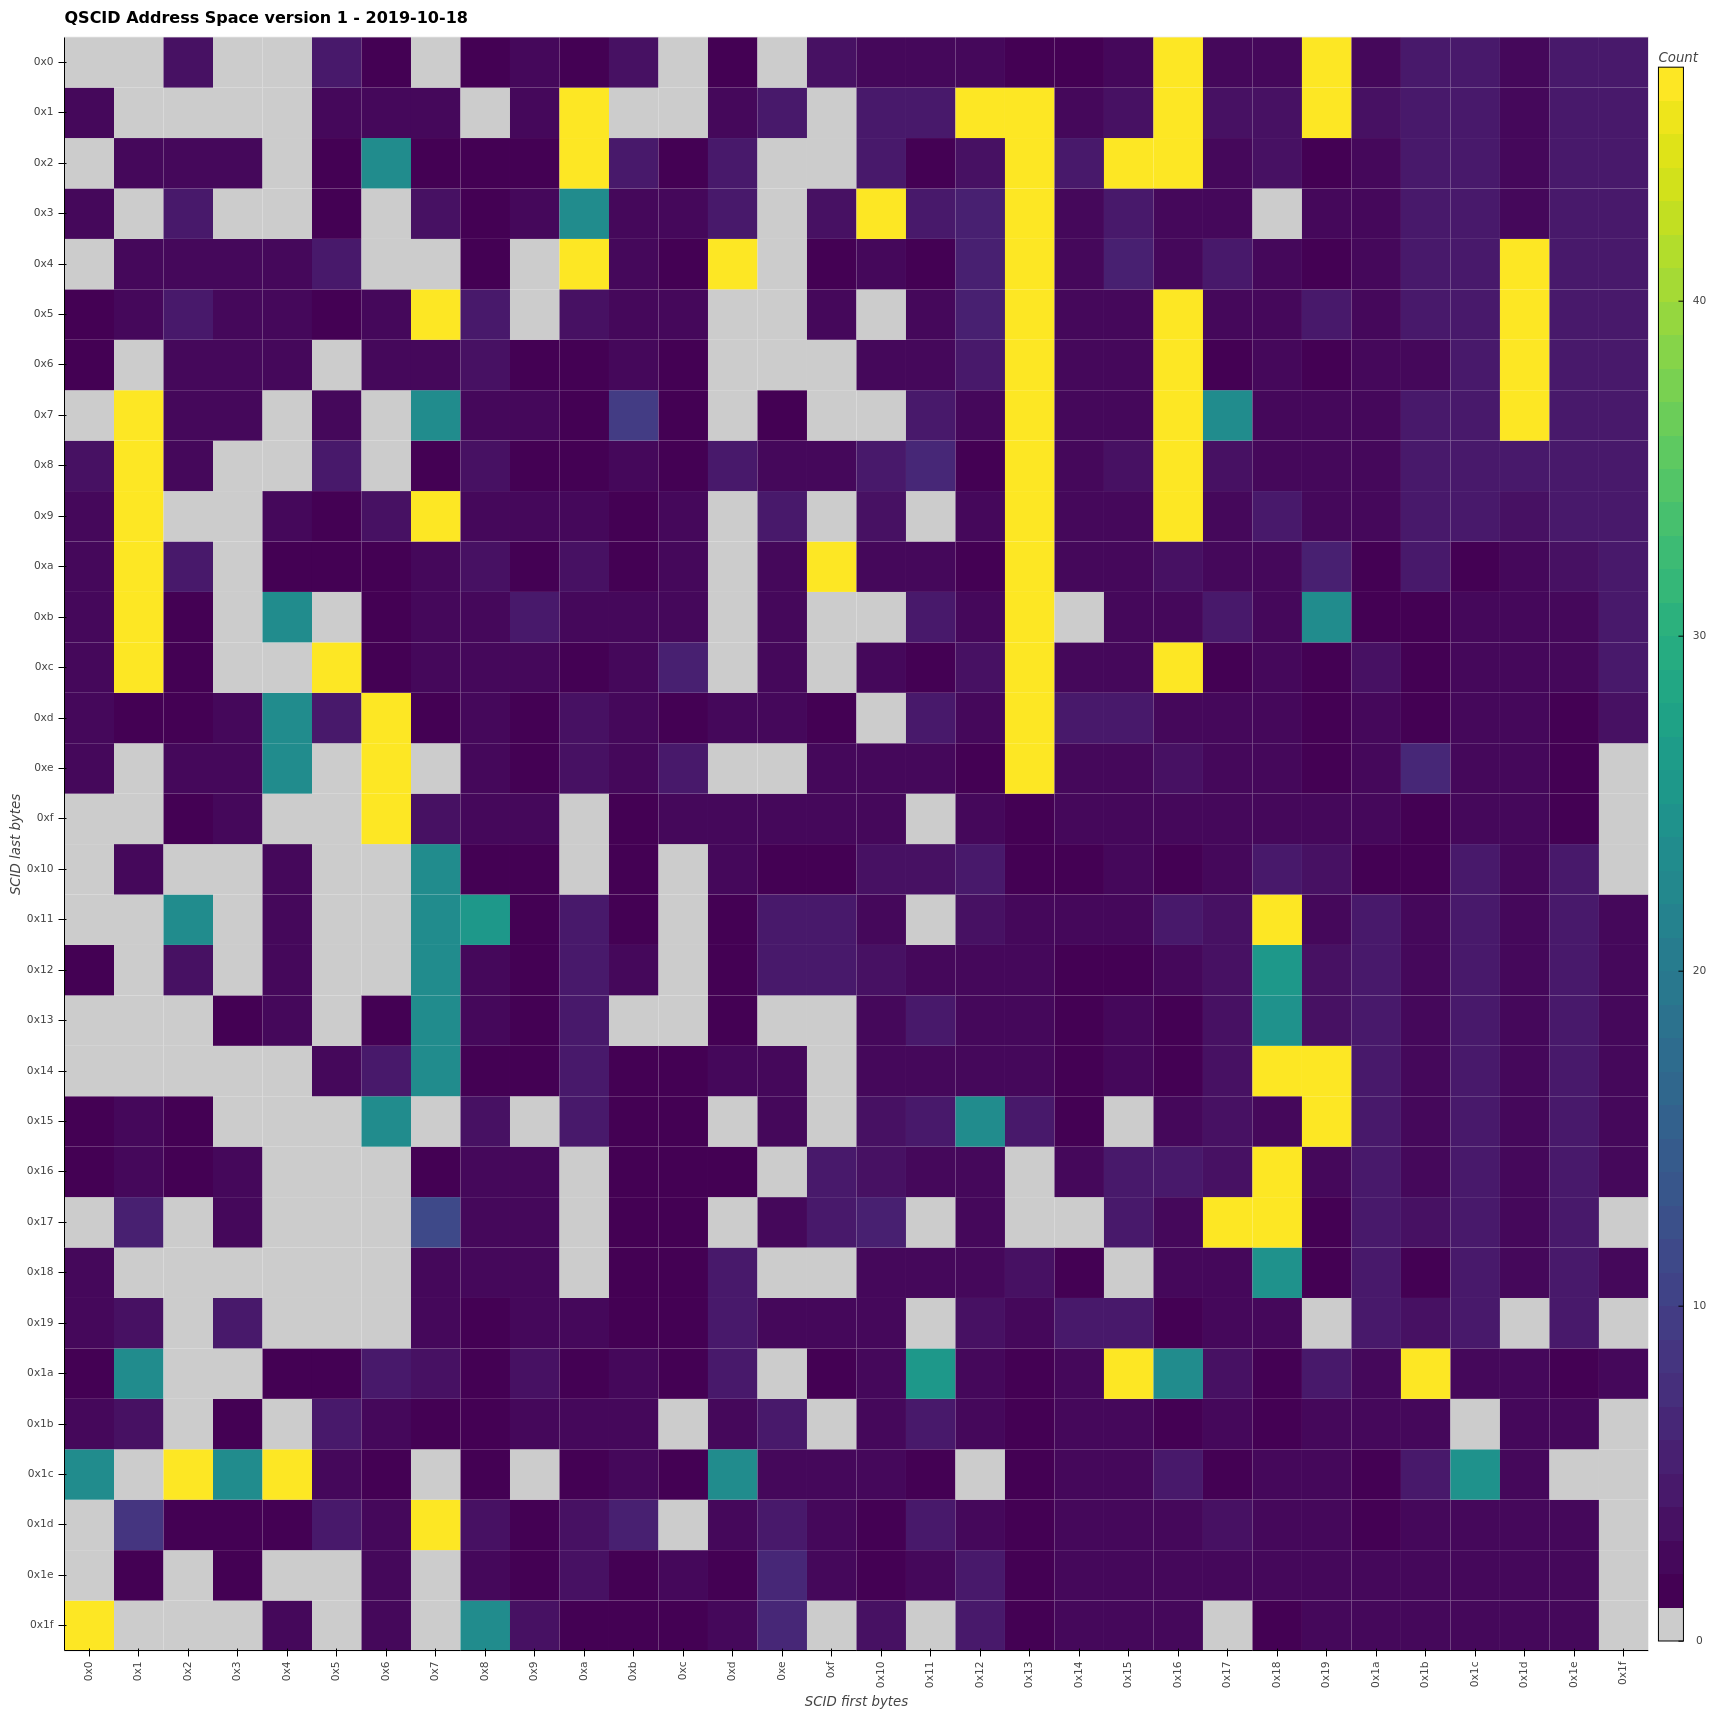 QSCID Address Space version 1 - 2019-10-18
Count
40
30
20
10
0
SCID last bytes
0x0
0x1
0x2
0x3
0x4
0x5
0x6
0x7
0x8
0x9
0xa
0xb
0xc
0xd
0xe
0xf
0x10
0x11
0x12
0x13
0x14
0x15
0x16
0x17
0x18
0x19
0x1a
0x1b
0x1c
0x1d
0x1e
0x1f
0x0 0x1 0x2 0x3 0x4 0x5 0x6 0x7 0x8 0x9 0xa 0xb 0xc 0xd 0xe 0xf 0x10 0x11 0x12 0x13 0x14 0x15 0x16 0x17 0x18 0x19 0x1a 0x1b 0x1c 0x1d 0x1e 0x1f
SCID first bytes